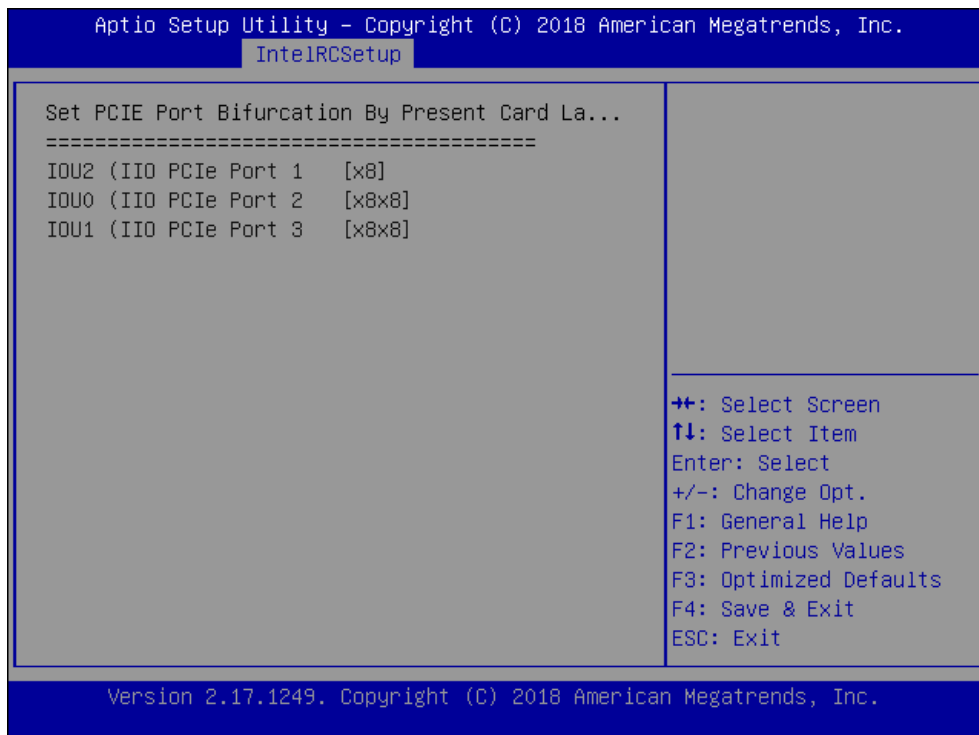 Aptio Setup Utility – Copyright (C) 2018 American Megatrends, Inc.
IntelRCSetup
Set PCIE Port Bifurcation By Present Card La...
========================================
IOU2 (IIO PCIe Port 1 [x8]
IOU0 (IIO PCIe Port 2 [x8x8]
IOU1 (IIO PCIe Port 3 [x8x8]
→←: Select Screen
↑↓: Select Item
Enter: Select
+/-: Change Opt.
F1: General Help
F2: Previous Values
F3: Optimized Defaults
F4: Save & Exit
ESC: Exit
Version 2.17.1249. Copyright (C) 2018 American Megatrends, Inc.